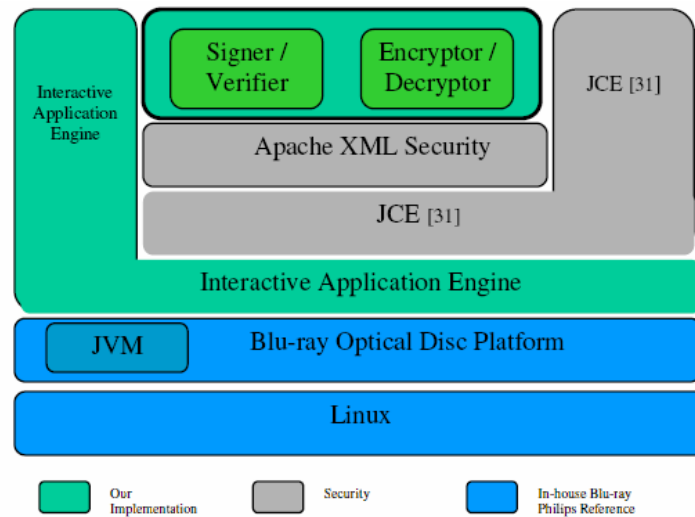 Signer /
Verifier
Encryptor /
Decryptor
Interactive
Application
Engine
JCE [31]
Apache XML Security
JCE [31]
Interactive Application Engine
JVM
Blu-ray Optical Disc Platform
Linux
Our
Implementation
Security
In-house Blu-ray
Philips Reference